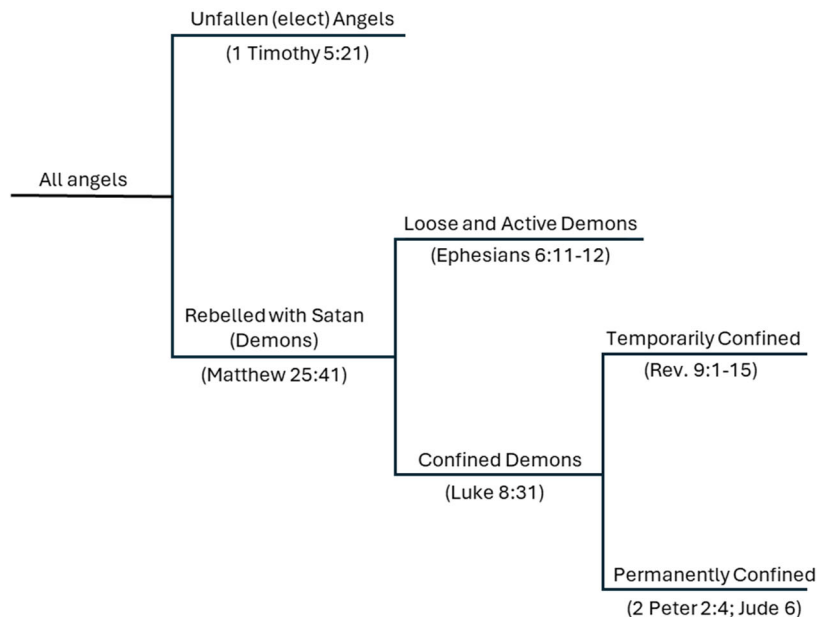 Unfallen (elect) Angels
(1 Timothy 5:21)
All angels
Loose and Active Demons
(Ephesians 6:11-12)
Rebelled with Satan
(Demons)
(Matthew 25:41)
Temporarily Confined
(Rev. 9:1-15)
Confined Demons
(Luke 8:31)
Permanently Confined
(2 Peter 2:4; Jude 6)